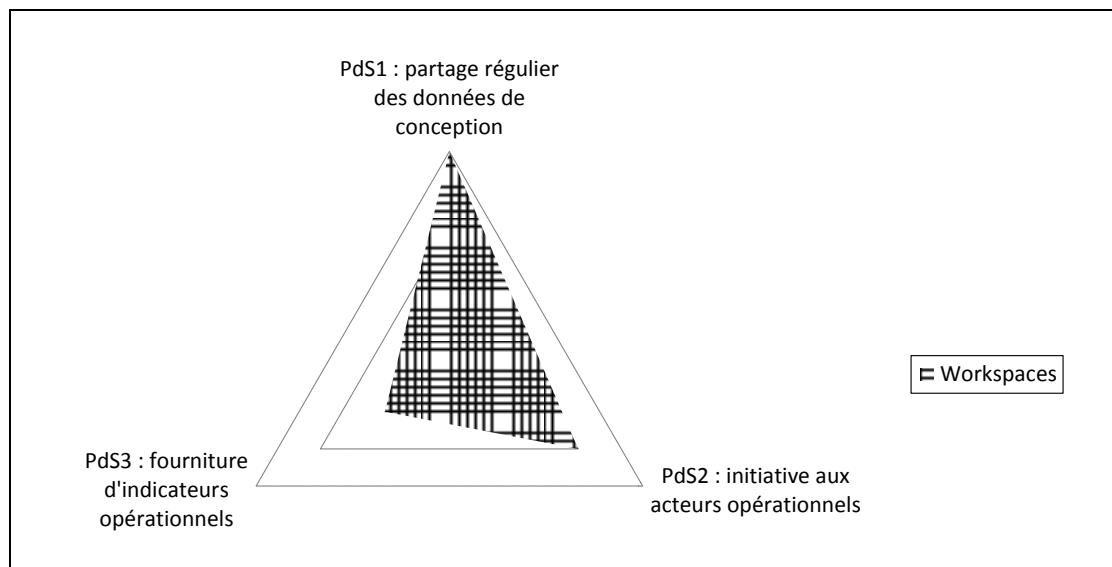 PdS1 : partage régulier
des données de
conception
Workspaces
PdS3 : fourniture
d'indicateurs
opérationnels
PdS2 : initiative aux
acteurs opérationnels